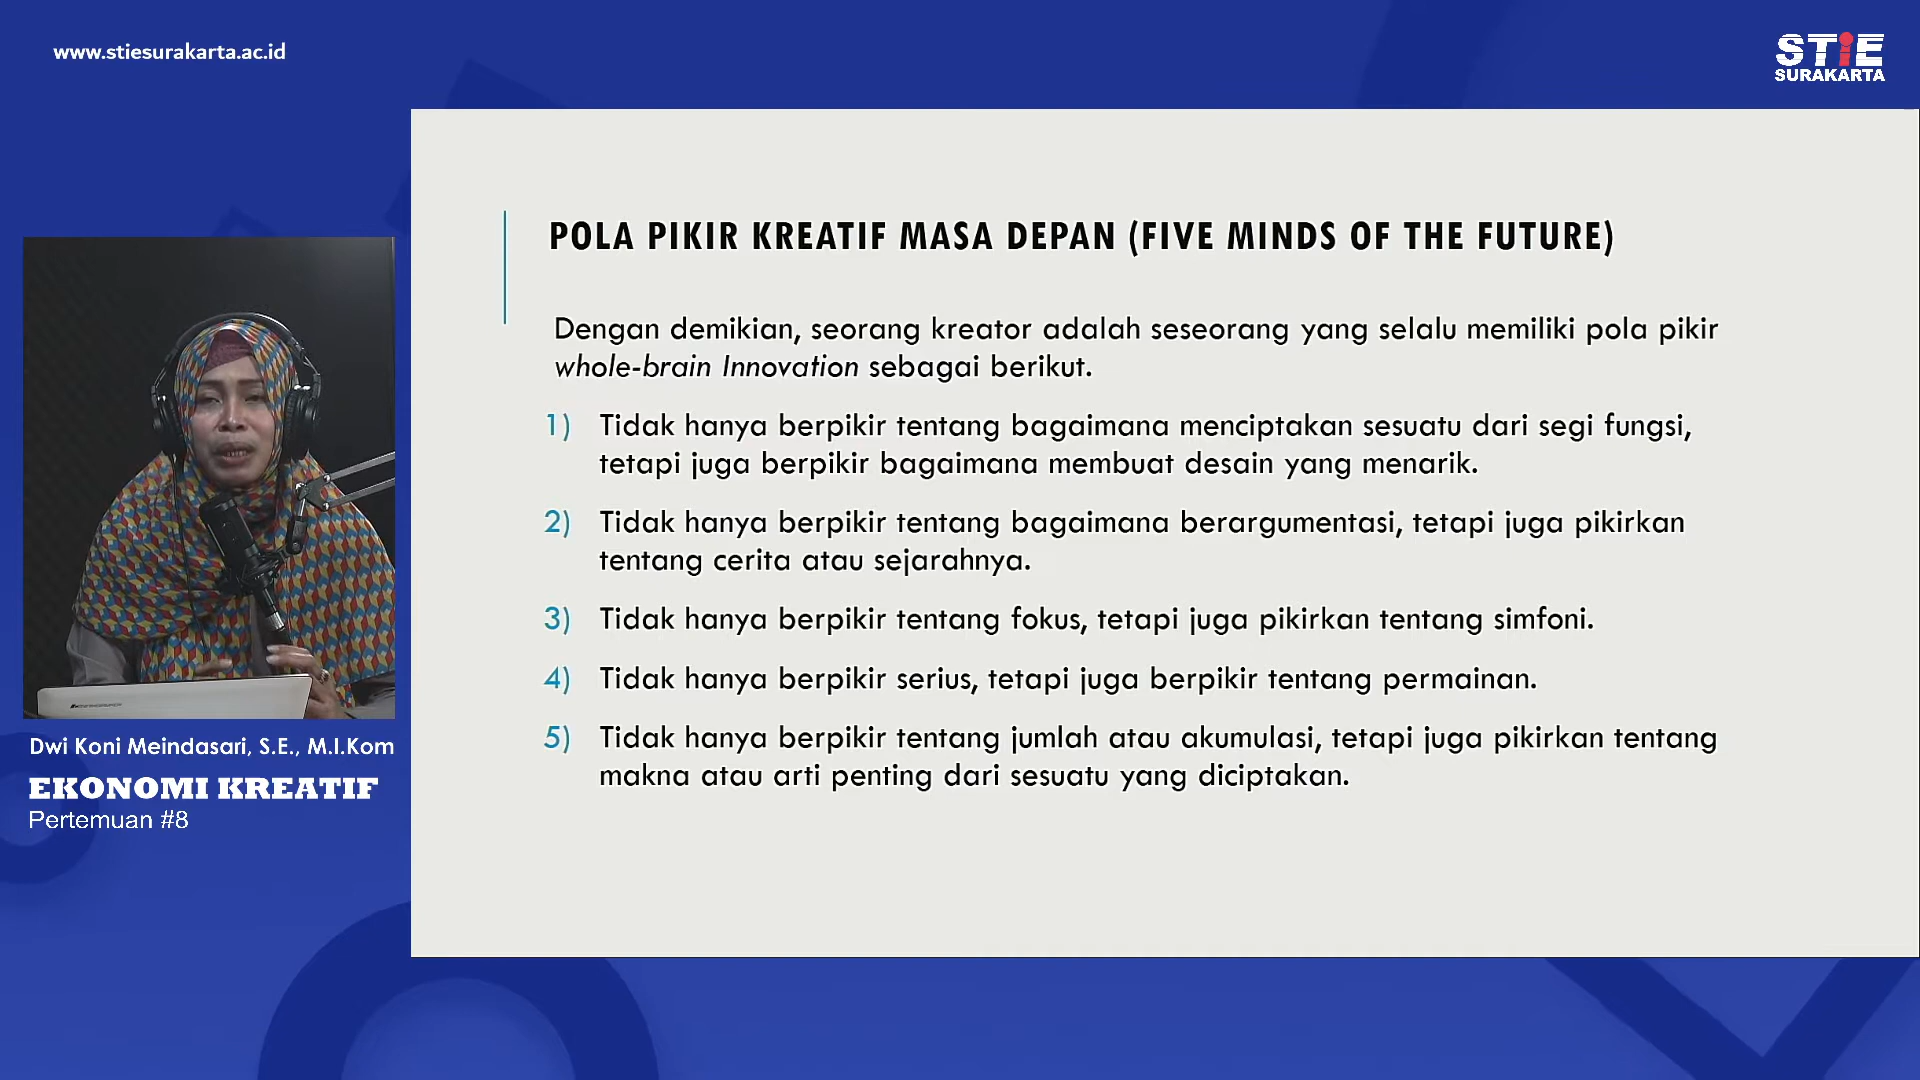 www.stiesurakarta.ac.id
STiE
SURAKARTA
POLA PIKIR KREATIF MASA DEPAN (FIVE MINDS OF THE FUTURE)
Dengan demikian, seorang kreator adalah seseorang yang selalu memiliki pola pikir
whole-brain Innovation sebagai berikut.
1) Tidak hanya berpikir tentang bagaimana menciptakan sesuatu dari segi fungsi,
tetapi juga berpikir bagaimana membuat desain yang menarik.
2) Tidak hanya berpikir tentang bagaimana berargumentasi, tetapi juga pikirkan
tentang cerita atau sejarahnya.
3) Tidak hanya berpikir tentang fokus, tetapi juga pikirkan tentang simfoni.
4) Tidak hanya berpikir serius, tetapi juga berpikir tentang permainan.
5) Tidak hanya berpikir tentang jumlah atau akumulasi, tetapi juga pikirkan tentang
makna atau arti penting dari sesuatu yang diciptakan.
Dwi Koni Meindasari, S.E., M.I.Kom
EKONOMI KREATIF
Pertemuan #8